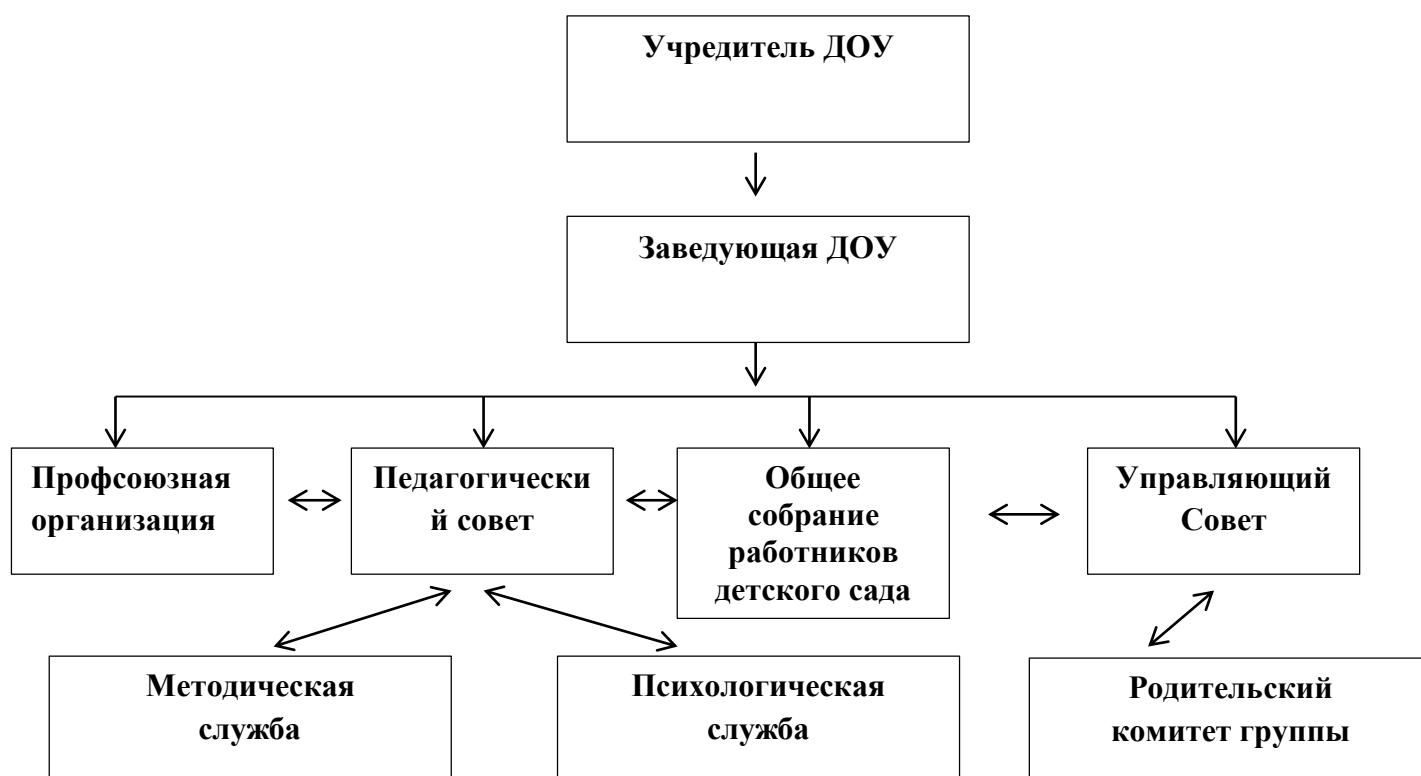 Учредитель ДОУ
Заведующая ДОУ
Профсоюзная
организация
Педагогически
й совет
Общее
собрание
работников
детского сада
Управляющий
Совет
Методическая
служба
Психологическая
служба
Родительский
комитет группы